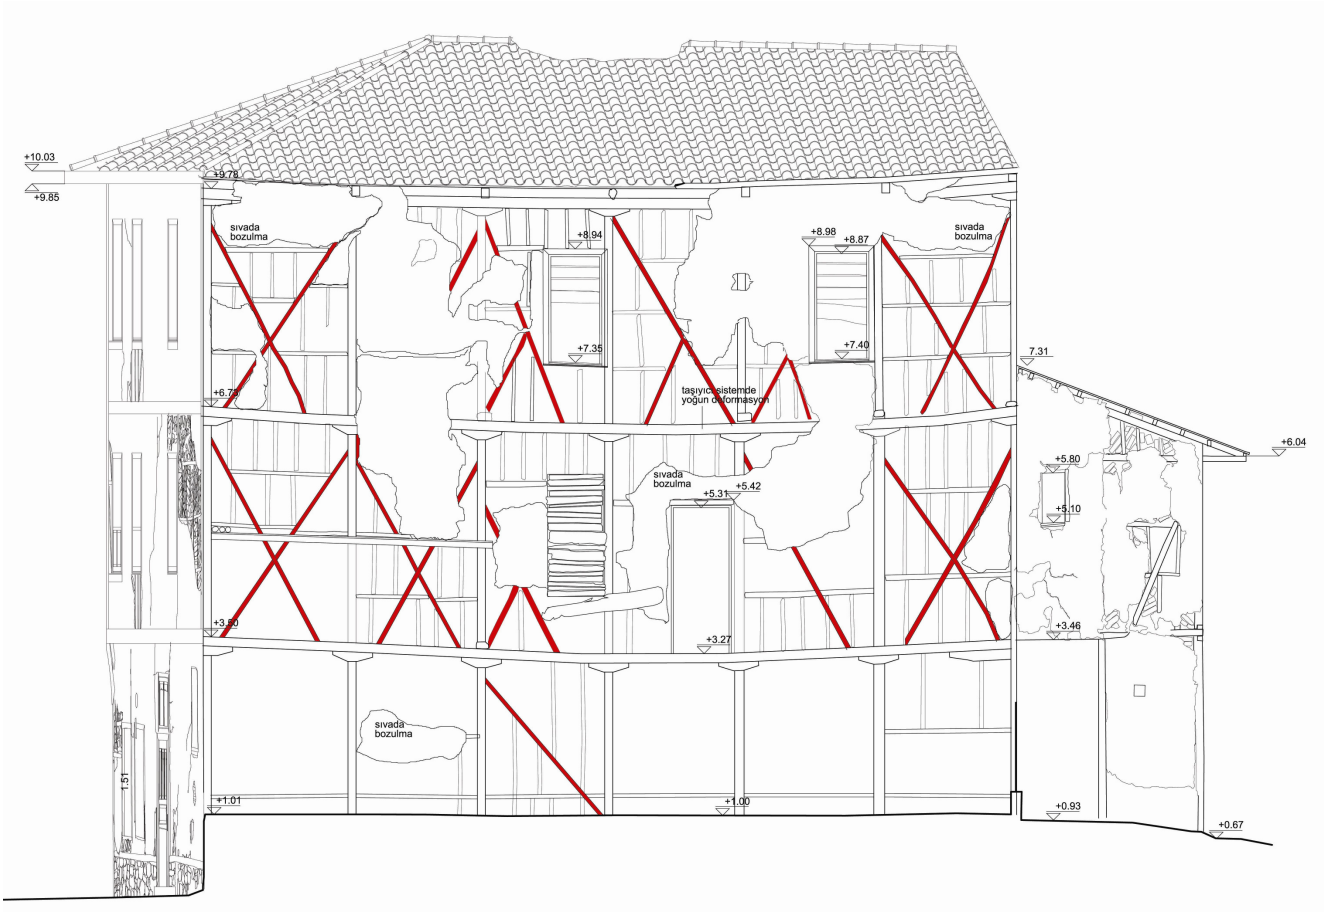 +10.03
+9.85
+9.78
sıvada
bozulma
+8.94
+8.98
+8.87
sıvada
bozulma
+7.35
+7.40
7.31
+6.73
taşıyıcı sistemde
yoğun deformasyon
+6.04
sıvada
bozulma
+5.80
+5.31
+5.42
+5.10
+3.50
+3.27
+3.46
sıvada
bozulma
1.51
+1.01
+1.00
+0.93
+0.67